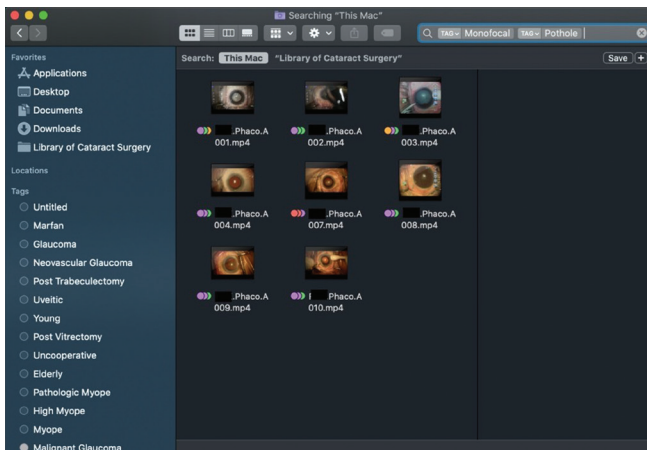 Searching "This Mac"
TAG Monofocal TAG Pothole
Favorites
Applications
Desktop
Documents
Downloads
Library of Cataract Surgery
Locations
Tags
Untitled
Marfan
Glaucoma
Neovascular Glaucoma
Post Trabeculectomy
Uveitic
Young
Post Vitrectomy
Uncooperative
Elderly
Pathologic Myope
High Myope
Myope
Malignant Glaucoma
Search: This Mac "Library of Cataract Surgery" Save +
.Phaco.A
001.mp4
.Phaco.A
002.mp4
.Phaco.A
003.mp4
.Phaco.A
004.mp4
.Phaco.A
007.mp4
.Phaco.A
008.mp4
.Phaco.A
009.mp4
.Phaco.A
010.mp4